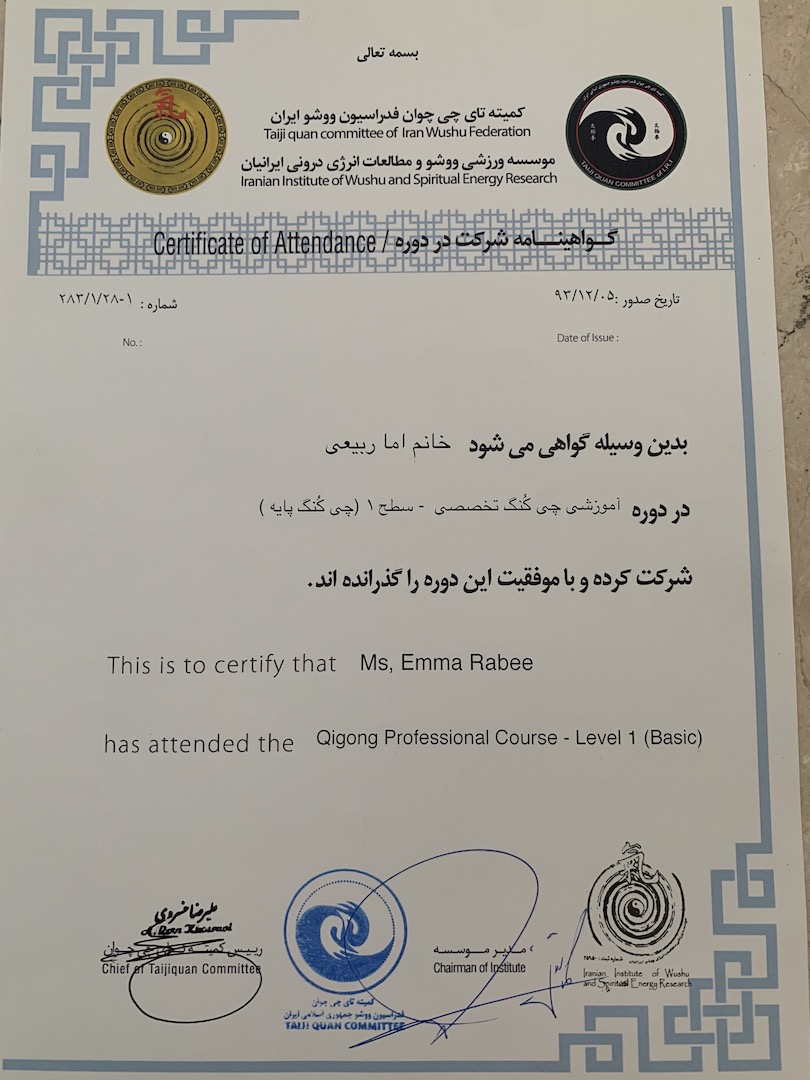 بسمه تعالی
کمیته تای چی چوان فدراسیون ووشو ایران
Taiji quan committee of Iran Wushu Federation
موسسه ورزشی ووشو و مطالعات انرژی درونی ایرانیان
Iranian Institute of Wushu and Spiritual Energy Research
TAIJI QUAN COMMITTEE of I.R.I
Certificate of Attendance / گـواهینـــامه شرکت در دوره
تاریخ صدور :۹۳/۱۲/۰۵
شماره : ۲۸۳/۱/۲۸-۱
Date of Issue :
No. :
بدین وسیله گواهی می شود خانم اما ربیعی
در دوره آموزشی چی کُنگ تخصصی - سطح ۱ (چی کُنگ پایه )
شرکت کرده و با موفقیت این دوره را گذرانده اند.
This is to certify that Ms, Emma Rabee
has attended the Qigong Professional Course - Level 1 (Basic)
علیرضا خسروی
A. Reza Khosravi
رییس کمیته تای چی چوان
Chief of Taijiquan Committee
کمیته تای چی چوان
فدراسیون ووشو جمهوری اسلامی ایران
TAIJI QUAN COMMITTEE
مدیر موسسه
Chairman of Institute
Iranian Institute of Wushu
and Spiritual Energy Research